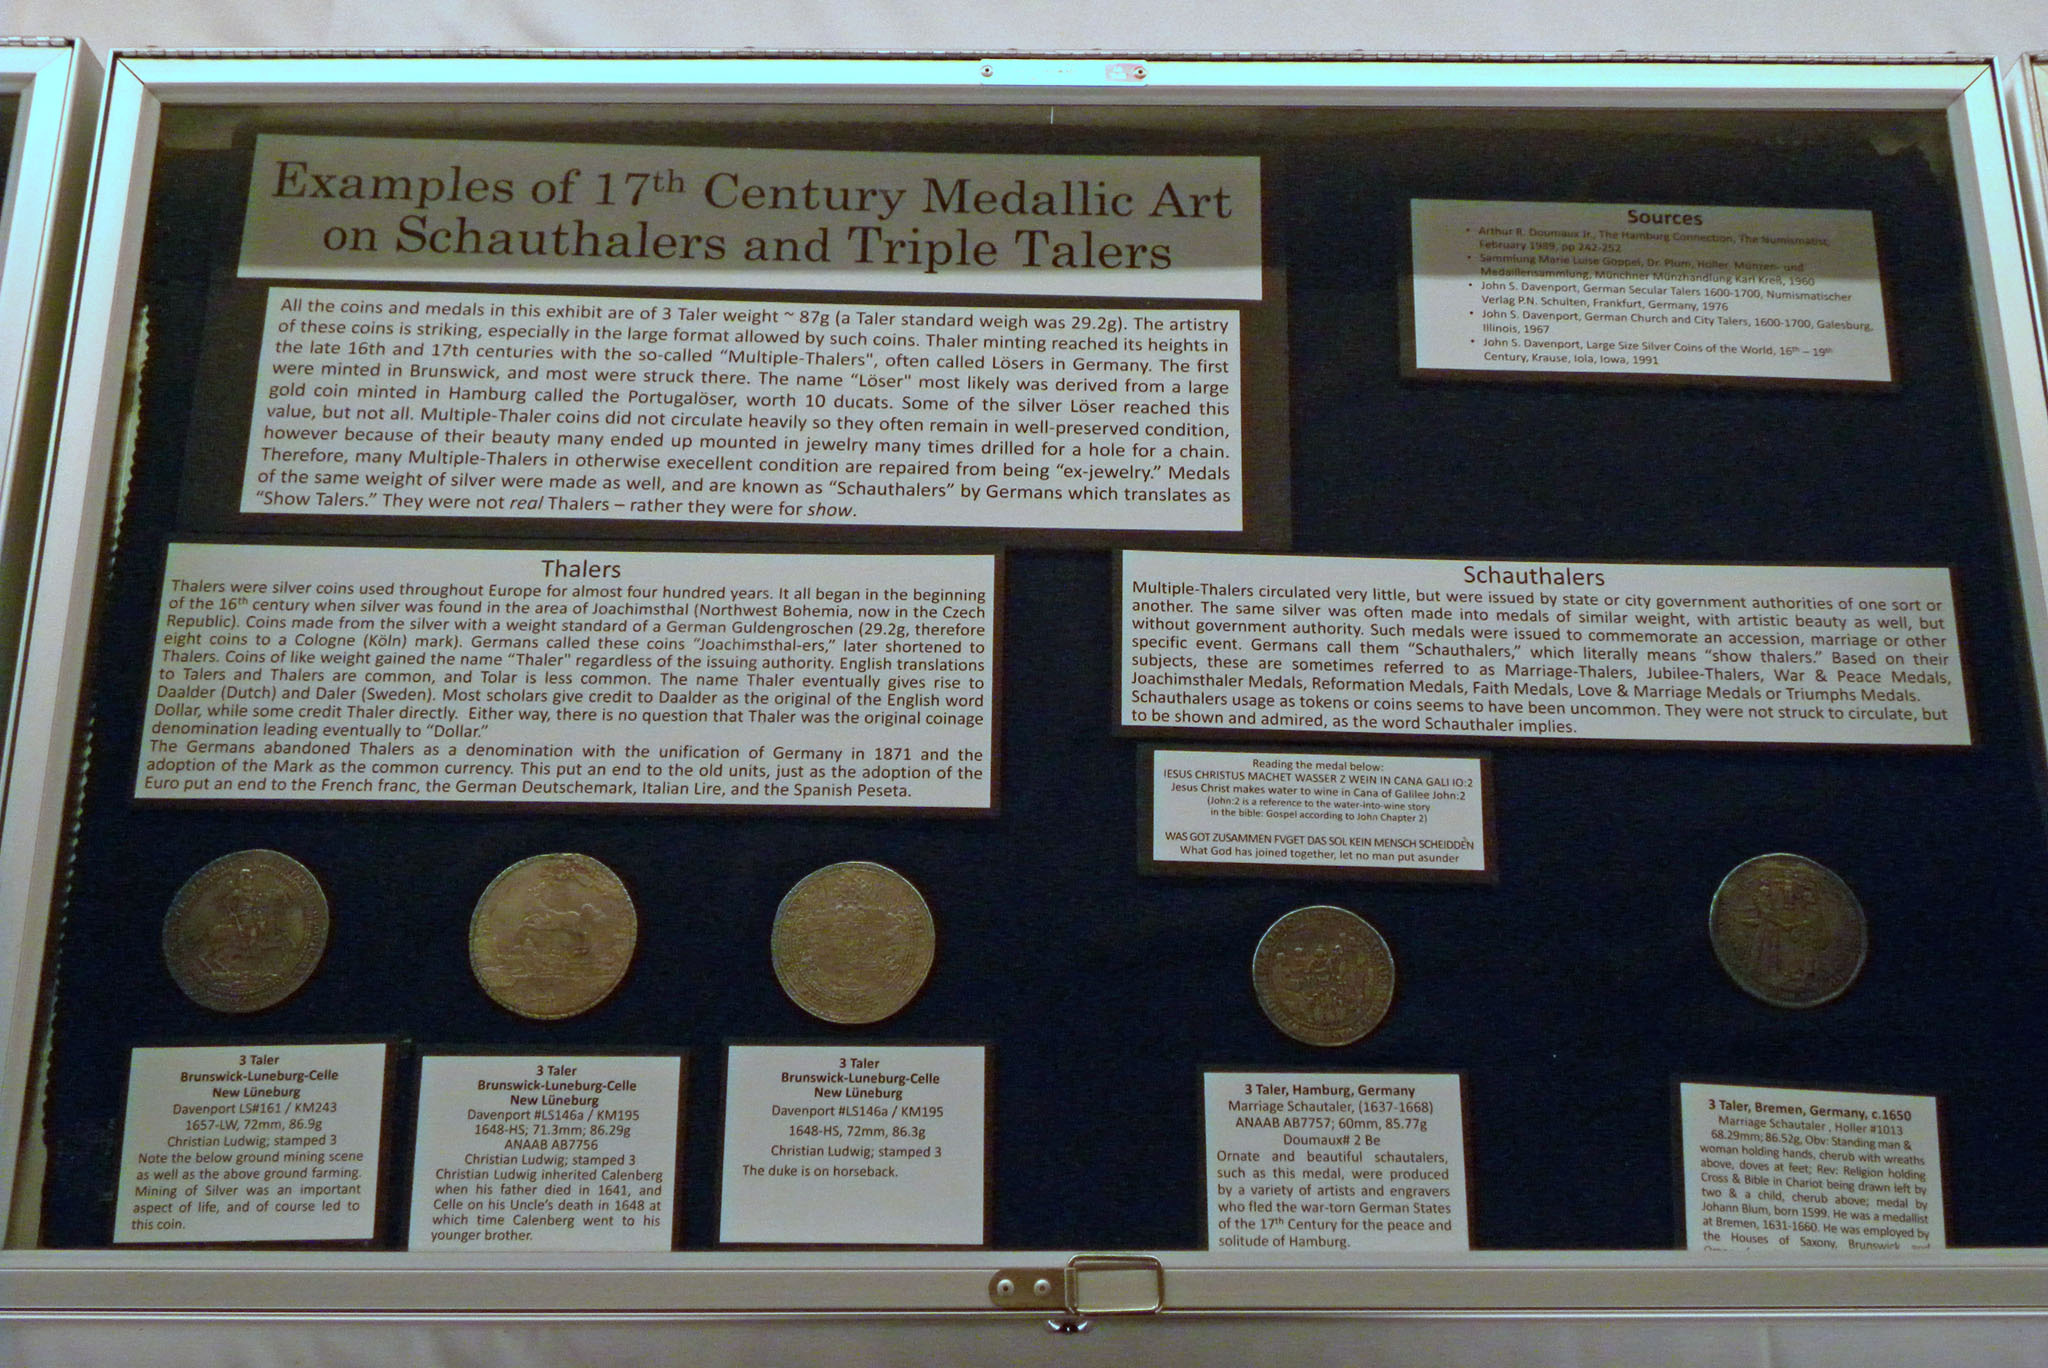 Examples of 17th Century Medallic Art
on Schauthalers and Triple Talers
All the coins and medals in this exhibit are of 3 Taler weight ~ 87g (a Taler standard weigh was 29.2g). The artistry
of these coins is striking, especially in the large format allowed by such coins. Thaler minting reached its heights in
the late 16th and 17th centuries with the so-called "Multiple-Thalers", often called Lösers in Germany. The first
were minted in Brunswick, and most were struck there. The name "Löser" most likely was derived from a large
gold coin minted in Hamburg called the Portugalöser, worth 10 ducats. Some of the silver Löser reached this
value, but not all. Multiple-Thaler coins did not circulate heavily so they often remain in well-preserved condition,
however because of their beauty many ended up mounted in jewelry many times drilled for a hole for a chain.
Therefore, many Multiple-Thalers in otherwise execellent condition are repaired from being "ex-jewelry." Medals
of the same weight of silver were made as well, and are known as "Schauthalers" by Germans which translates as
"Show Talers." They were not real Thalers – rather they were for show.
Sources
• Arthur R. Doumaux Jr., The Hamburg Connection, The Numismatist,
February 1989, pp 242-252
• Sammlung Marie Luise Goppel, Dr. Plum, Holler. Münzen- und
Medaillensammlung, Münchner Münzhandlung Karl Kreß, 1960
• John S. Davenport, German Secular Talers 1600-1700, Numismatischer
Verlag P.N. Schulten, Frankfurt, Germany, 1976
• John S. Davenport, German Church and City Talers, 1600-1700, Galesburg,
Illinois, 1967
• John S. Davenport, Large Size Silver Coins of the World, 16th – 19th
Century, Krause, Iola, Iowa, 1991
Thalers
Thalers were silver coins used throughout Europe for almost four hundred years. It all began in the beginning
of the 16th century when silver was found in the area of Joachimsthal (Northwest Bohemia, now in the Czech
Republic). Coins made from the silver with a weight standard of a German Guldengroschen (29.2g, therefore
eight coins to a Cologne (Köln) mark). Germans called these coins "Joachimsthal-ers," later shortened to
Thalers. Coins of like weight gained the name "Thaler" regardless of the issuing authority. English translations
to Talers and Thalers are common, and Tolar is less common. The name Thaler eventually gives rise to
Daalder (Dutch) and Daler (Sweden). Most scholars give credit to Daalder as the original of the English word
Dollar, while some credit Thaler directly. Either way, there is no question that Thaler was the original coinage
denomination leading eventually to "Dollar."
The Germans abandoned Thalers as a denomination with the unification of Germany in 1871 and the
adoption of the Mark as the common currency. This put an end to the old units, just as the adoption of the
Euro put an end to the French franc, the German Deutschemark, Italian Lire, and the Spanish Peseta.
Schauthalers
Multiple-Thalers circulated very little, but were issued by state or city government authorities of one sort or
another. The same silver was often made into medals of similar weight, with artistic beauty as well, but
without government authority. Such medals were issued to commemorate an accession, marriage or other
specific event. Germans call them "Schauthalers," which literally means "show thalers." Based on their
subjects, these are sometimes referred to as Marriage-Thalers, Jubilee-Thalers, War & Peace Medals,
Joachimsthaler Medals, Reformation Medals, Faith Medals, Love & Marriage Medals or Triumphs Medals.
Schauthalers usage as tokens or coins seems to have been uncommon. They were not struck to circulate, but
to be shown and admired, as the word Schauthaler implies.
Reading the medal below:
IESUS CHRISTUS MACHET WASSER Z WEIN IN CANA GALI IO:2
Jesus Christ makes water to wine in Cana of Galilee John:2
(John:2 is a reference to the water-into-wine story
in the bible: Gospel according to John Chapter 2)
WAS GOT ZUSAMMEN FVGET DAS SOL KEIN MENSCH SCHEIDDEN
What God has joined together, let no man put asunder
3 Taler
Brunswick-Luneburg-Celle
New Lüneburg
Davenport LS#161 / KM243
1657-LW, 72mm, 86.9g
Christian Ludwig; stamped 3
Note the below ground mining scene
as well as the above ground farming.
Mining of Silver was an important
aspect of life, and of course led to
this coin.
3 Taler
Brunswick-Luneburg-Celle
New Lüneburg
Davenport #LS146a / KM195
1648-HS; 71.3mm; 86.29g
ANAAB AB7756
Christian Ludwig; stamped 3
Christian Ludwig inherited Calenberg
when his father died in 1641, and
Celle on his Uncle's death in 1648 at
which time Calenberg went to his
younger brother.
3 Taler
Brunswick-Luneburg-Celle
New Lüneburg
Davenport #LS146a / KM195
1648-HS, 72mm, 86.3g
Christian Ludwig; stamped 3
The duke is on horseback.
3 Taler, Hamburg, Germany
Marriage Schautaler, (1637-1668)
ANAAB AB7757; 60mm, 85.77g
Doumaux# 2 Be
Ornate and beautiful schautalers,
such as this medal, were produced
by a variety of artists and engravers
who fled the war-torn German States
of the 17th Century for the peace and
solitude of Hamburg.
3 Taler, Bremen, Germany, c.1650
Marriage Schautaler , Holler #1013
68.29mm; 86.52g, Obv: Standing man &
woman holding hands, cherub with wreaths
above, doves at feet; Rev: Religion holding
Cross & Bible in Chariot being drawn left by
two & a child, cherub above; medal by
Johann Blum, born 1599. He was a medallist
at Bremen, 1631-1660. He was employed by
the Houses of Saxony, Brunswick and